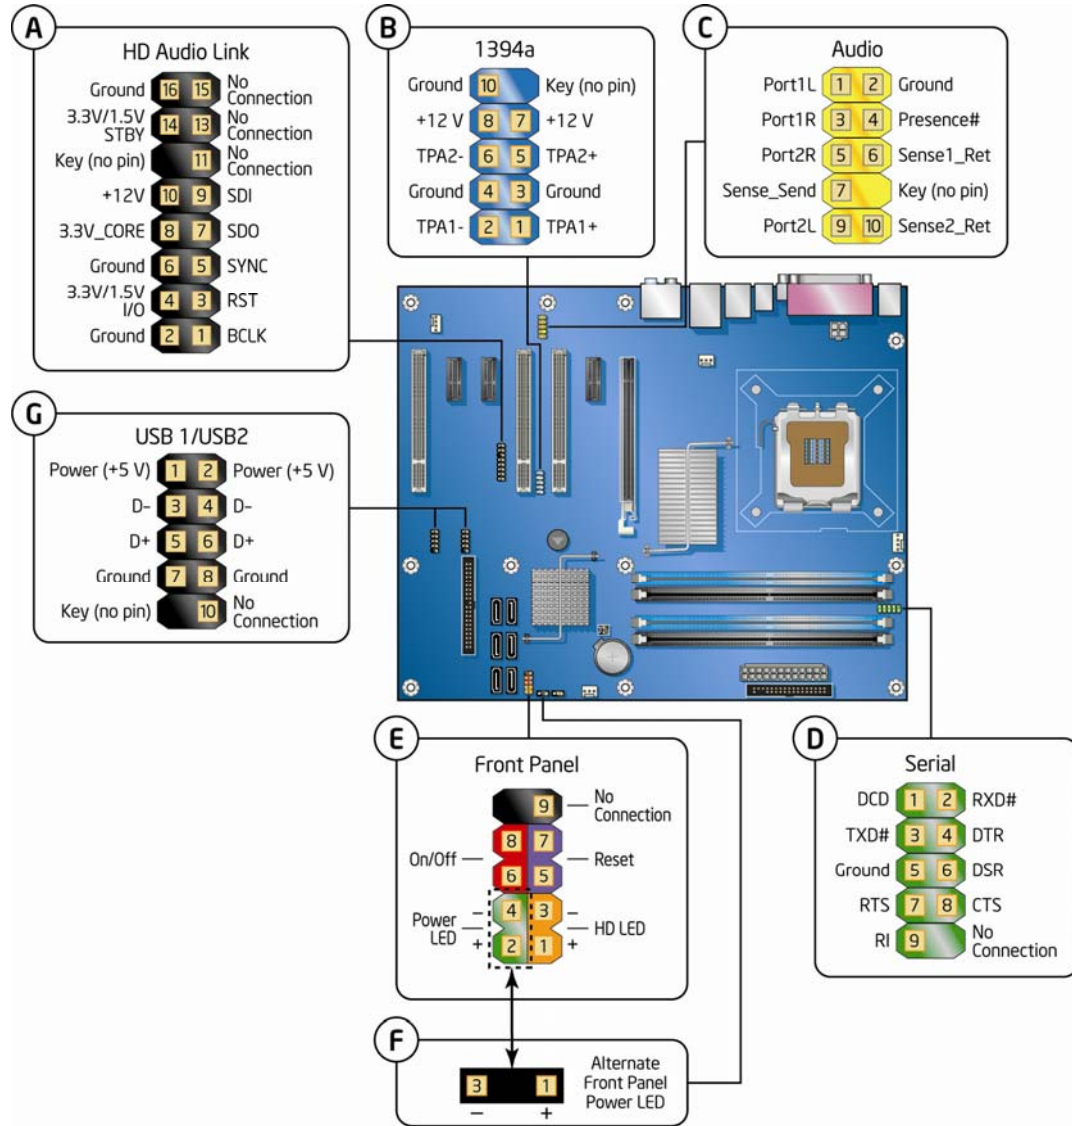 A
HD Audio Link
Ground 16 15 No Connection
3.3V/1.5V STBY 14 13 No Connection
Key (no pin) 11 No Connection
+12V 10 9 SDI
3.3V_CORE 8 7 SDO
Ground 6 5 SYNC
3.3V/1.5V I/O 4 3 RST
Ground 2 1 BCLK
B
1394a
Ground 10 Key (no pin)
+12 V 8 7 +12 V
TPA2- 6 5 TPA2+
Ground 4 3 Ground
TPA1- 2 1 TPA1+
C
Audio
Port1L 1 2 Ground
Port1R 3 4 Presence#
Port2R 5 6 Sense1_Ret
Sense_Send 7 Key (no pin)
Port2L 9 10 Sense2_Ret
G
USB 1/USB2
Power (+5 V) 1 2 Power (+5 V)
D- 3 4 D-
D+ 5 6 D+
Ground 7 8 Ground
Key (no pin) 10 No Connection
E
Front Panel
9 No Connection
8 7
On/Off Reset
6 5
- 4 3 -
Power LED HD LED
+ 2 1 +
D
Serial
DCD 1 2 RXD#
TXD# 3 4 DTR
Ground 5 6 DSR
RTS 7 8 CTS
RI 9 No Connection
F
3 1
- +
Alternate
Front Panel
Power LED